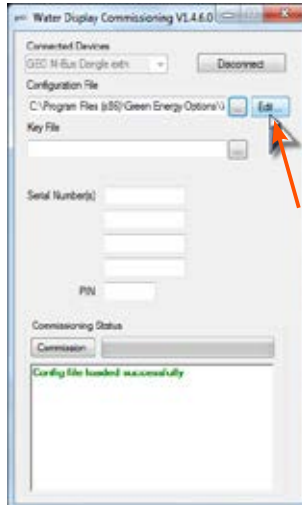 Water Display Commissioning V1.4.6.0
Connected Devices
GEO M-Bus Dongle extn
Disconnect
Configuration File
C:\Program Files (x86)\Green Energy Options\
...
Edit...
Key File
...
Serial Number(s)
PIN
Commissioning Status
Commission
Config file loaded successfully